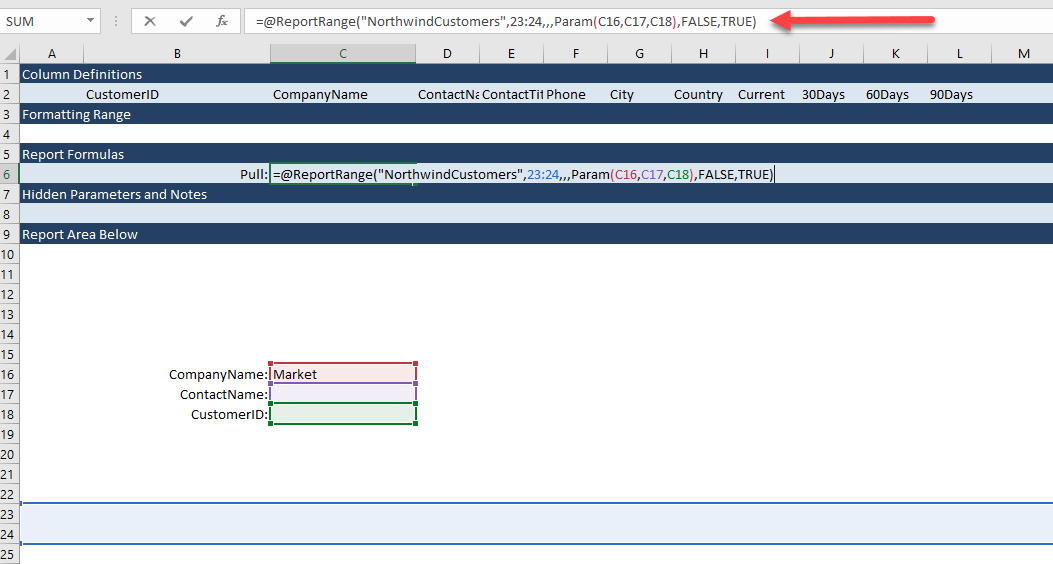 SUM fx =@ReportRange("NorthwindCustomers",23:24,,,Param(C16,C17,C18),FALSE,TRUE)
A B C D E F G H I J K L M
1 Column Definitions
2 CustomerID CompanyName ContactNa ContactTit Phone City Country Current 30Days 60Days 90Days
3 Formatting Range
4
5 Report Formulas
6 Pull: =@ReportRange("NorthwindCustomers",23:24,,,Param(C16,C17,C18),FALSE,TRUE)
7 Hidden Parameters and Notes
8
9 Report Area Below
10
11
12
13
14
15
16 CompanyName: Market
17 ContactName:
18 CustomerID:
19
20
21
22
23
24
25